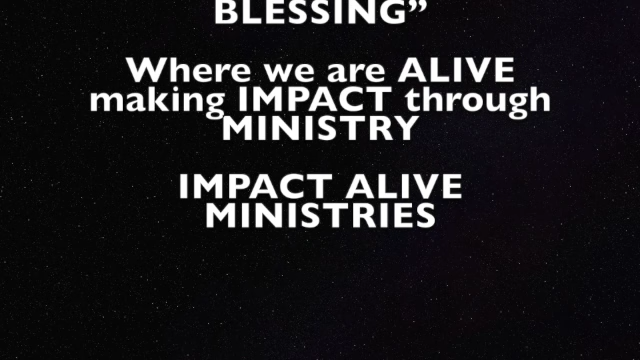 BLESSING”
Where we are ALIVE
making IMPACT through
MINISTRY
IMPACT ALIVE
MINISTRIES